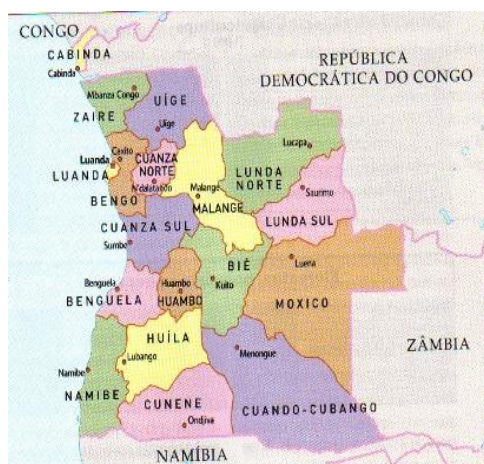 CONGO
CABINDA
Cabinda
REPÚBLICA
DEMOCRÁTICA DO CONGO
Mbanza Congo
ZAIRE
UÍGE
Uíge
Lucapa
Caxito
Luanda
LUANDA
CUANZA
NORTE
N'dalatando
BENGO
Malange
MALANGE
LUNDA
NORTE
Saurimo
LUNDA SUL
CUANZA SUL
Sumbe
BIÉ
Luena
Benguela
BENGUELA
Huambo
HUAMBO
Kuito
MOXICO
HUÍLA
Lubango
Menongue
ZÂMBIA
Namibe
NAMIBE
CUNENE
CUANDO-CUBANGO
Ondjiva
NAMÍBIA